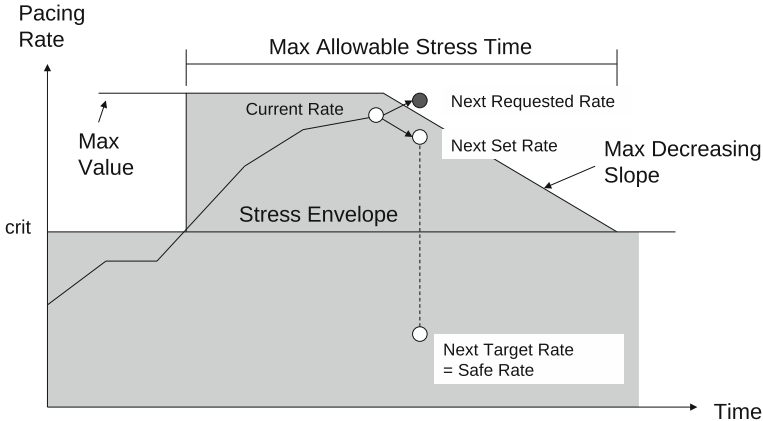 Pacing
Rate
Max Allowable Stress Time
Current Rate
Next Requested Rate
Max
Value
Next Set Rate
Max Decreasing
Slope
Stress Envelope
crit
Next Target Rate
= Safe Rate
Time